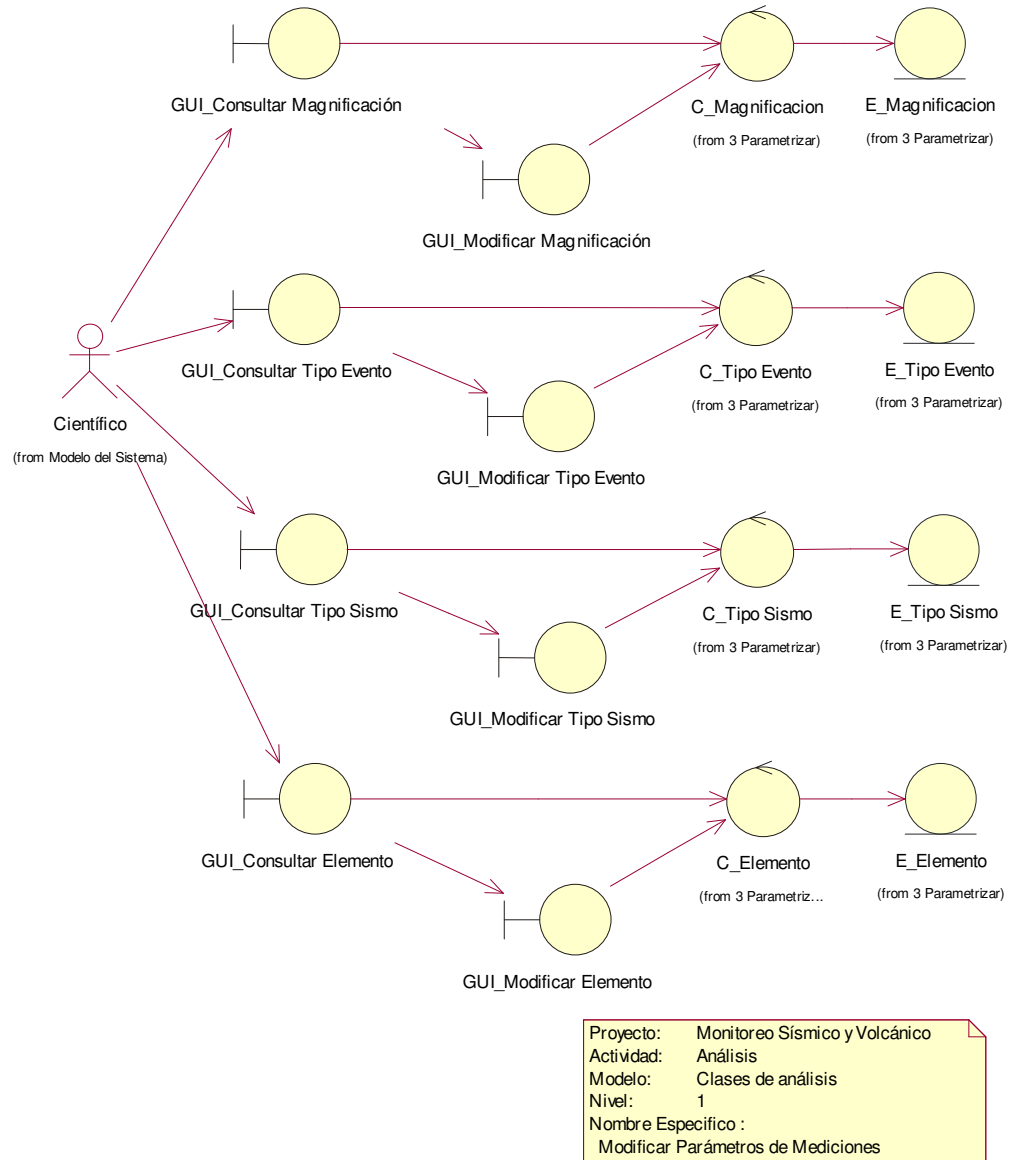 GUI_Consultar Magnificación
C_Magnificacion
(from 3 Parametrizar)
E_Magnificacion
(from 3 Parametrizar)
GUI_Modificar Magnificación
GUI_Consultar Tipo Evento
C_Tipo Evento
(from 3 Parametrizar)
E_Tipo Evento
(from 3 Parametrizar)
Científico
(from Modelo del Sistema)
GUI_Modificar Tipo Evento
GUI_Consultar Tipo Sismo
C_Tipo Sismo
(from 3 Parametrizar)
E_Tipo Sismo
(from 3 Parametrizar)
GUI_Modificar Tipo Sismo
GUI_Consultar Elemento
C_Elemento
(from 3 Parametriz...
E_Elemento
(from 3 Parametrizar)
GUI_Modificar Elemento
Proyecto: Monitoreo Sísmico y Volcánico
Actividad: Análisis
Modelo: Clases de análisis
Nivel: 1
Nombre Especifico :
Modificar Parámetros de Mediciones